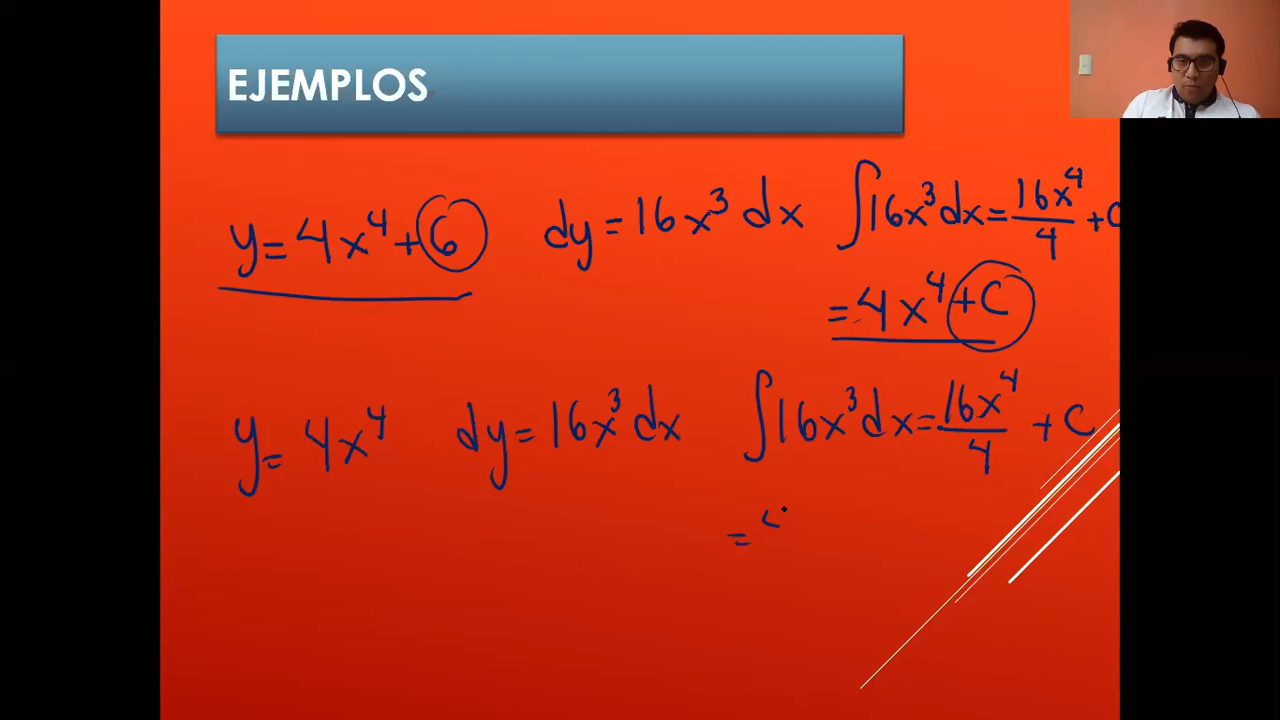 EJEMPLOS
y = 4x⁴ + 6    dy = 16x³ dx    ∫16x³dx = 16x⁴/4 + C
= 4x⁴ + C
y = 4x⁴    dy = 16x³ dx    ∫16x³dx = 16x⁴/4 + C
=